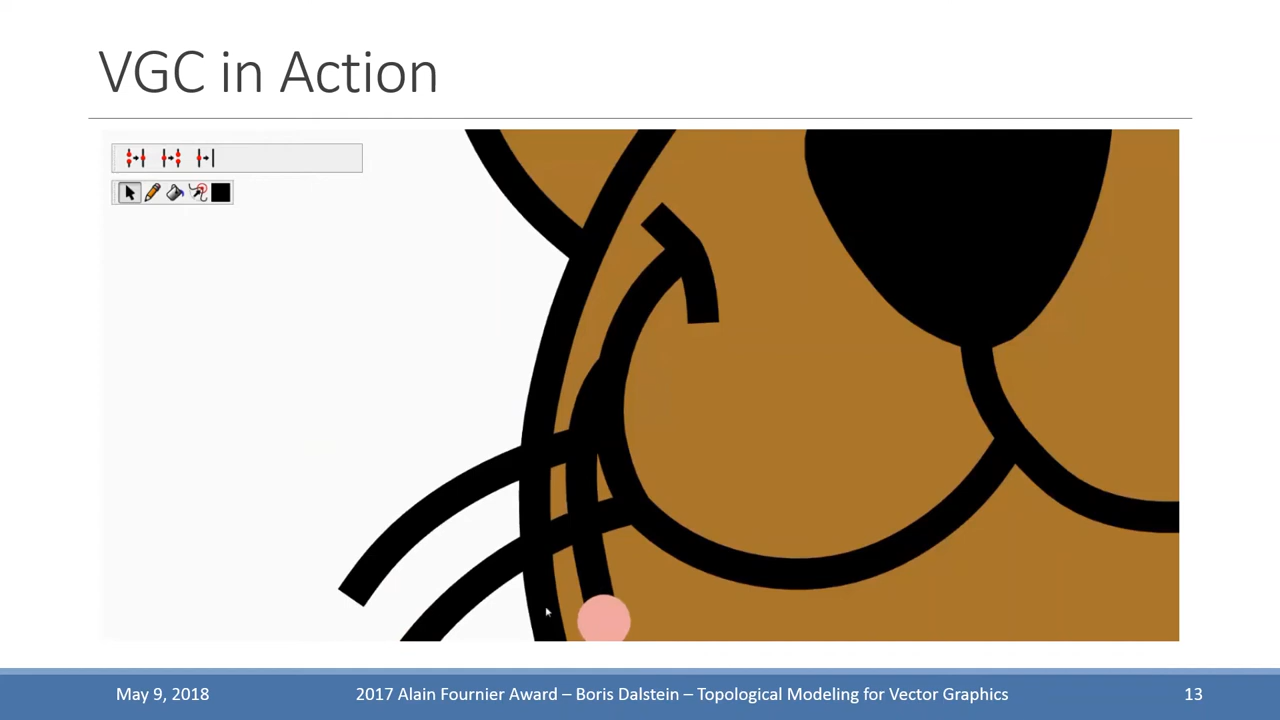 VGC in Action
May 9, 2018
2017 Alain Fournier Award – Boris Dalstein – Topological Modeling for Vector Graphics
13